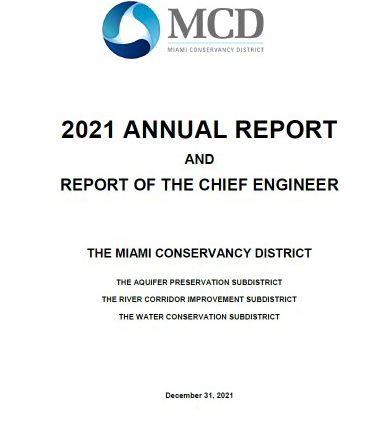 MCD
MIAMI CONSERVANCY DISTRICT
2021 ANNUAL REPORT
AND
REPORT OF THE CHIEF ENGINEER
THE MIAMI CONSERVANCY DISTRICT
THE AQUIFER PRESERVATION SUBDISTRICT
THE RIVER CORRIDOR IMPROVEMENT SUBDISTRICT
THE WATER CONSERVATION SUBDISTRICT
December 31, 2021